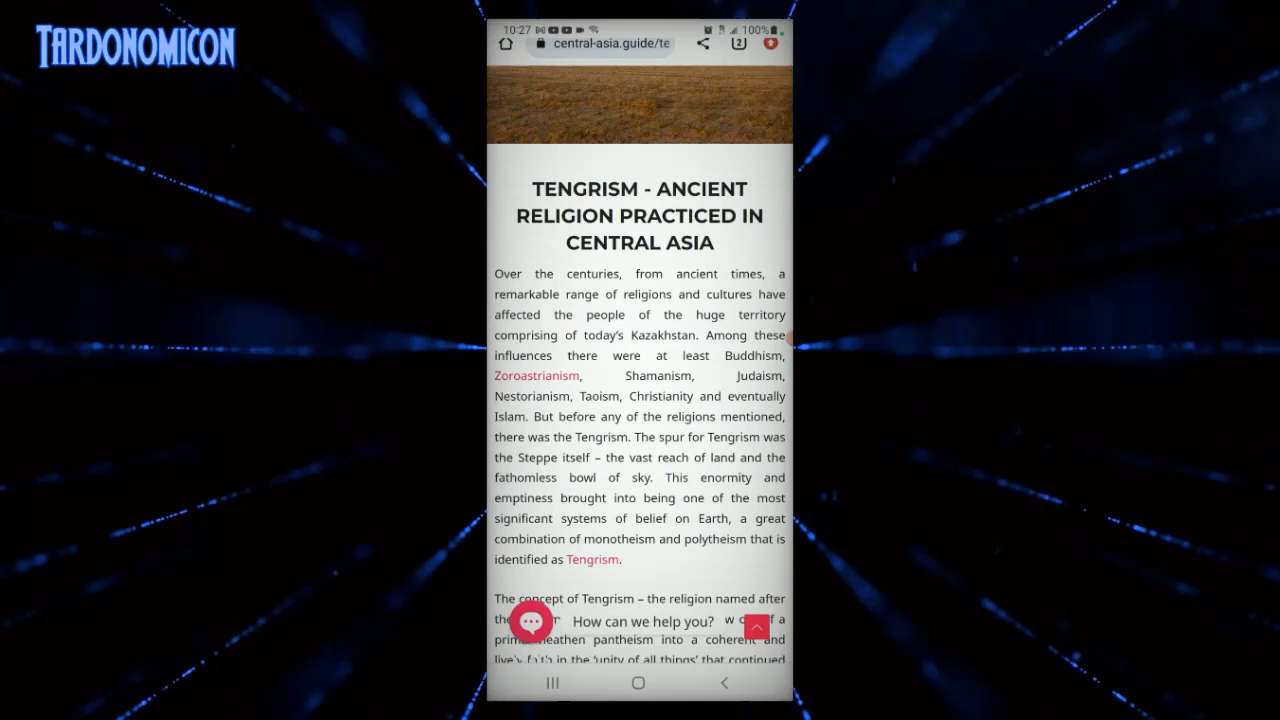 TARDONOMICON
10:27
100%
central-asia.guide/te
2
TENGRISM - ANCIENT
RELIGION PRACTICED IN
CENTRAL ASIA
Over the centuries, from ancient times, a
remarkable range of religions and cultures have
affected the people of the huge territory
comprising of today’s Kazakhstan. Among these
influences there were at least Buddhism,
Zoroastrianism, Shamanism, Judaism,
Nestorianism, Taoism, Christianity and eventually
Islam. But before any of the religions mentioned,
there was the Tengrism. The spur for Tengrism was
the Steppe itself – the vast reach of land and the
fathomless bowl of sky. This enormity and
emptiness brought into being one of the most
significant systems of belief on Earth, a great
combination of monotheism and polytheism that is
identified as Tengrism.
The concept of Tengrism – the religion named after
How can we help you?
a
heathen pantheism into a coherent and
in the ‘unity of all things’ that continued